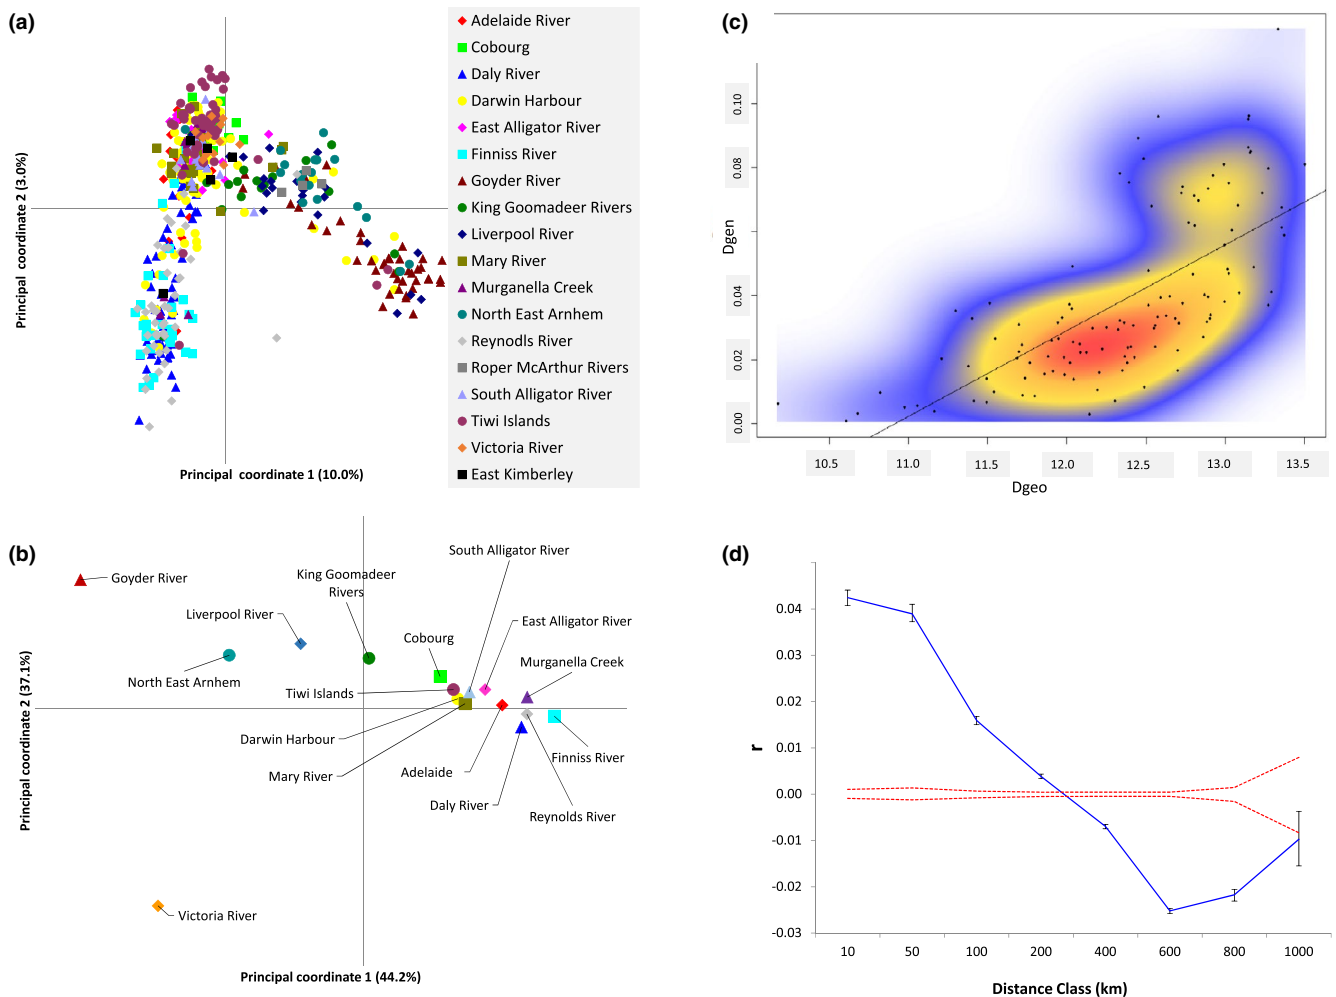 (a)
Principal coordinate 2 (3.0%)
Principal coordinate 1 (10.0%)
Adelaide River
Cobourg
Daly River
Darwin Harbour
East Alligator River
Finniss River
Goyder River
King Goomadeer Rivers
Liverpool River
Mary River
Murganella Creek
North East Arnhem
Reynodls River
Roper McArthur Rivers
South Alligator River
Tiwi Islands
Victoria River
East Kimberley
(c)
Dgen
0.10
0.08
0.04
0.02
0.00
10.5
11.0
11.5
12.0
12.5
13.0
13.5
Dgeo
(b)
Principal coordinate 2 (37.1%)
Goyder River
Liverpool River
North East Arnhem
King Goomadeer
Rivers
South Alligator River
Cobourg
East Alligator River
Murganella Creek
Tiwi Islands
Darwin Harbour
Mary River
Adelaide
Daly River
Finniss River
Reynolds River
Victoria River
Principal coordinate 1 (44.2%)
(d)
r
0.04
0.03
0.02
0.01
0.00
-0.01
-0.02
-0.03
10
50
100
200
400
600
800
1000
Distance Class (km)